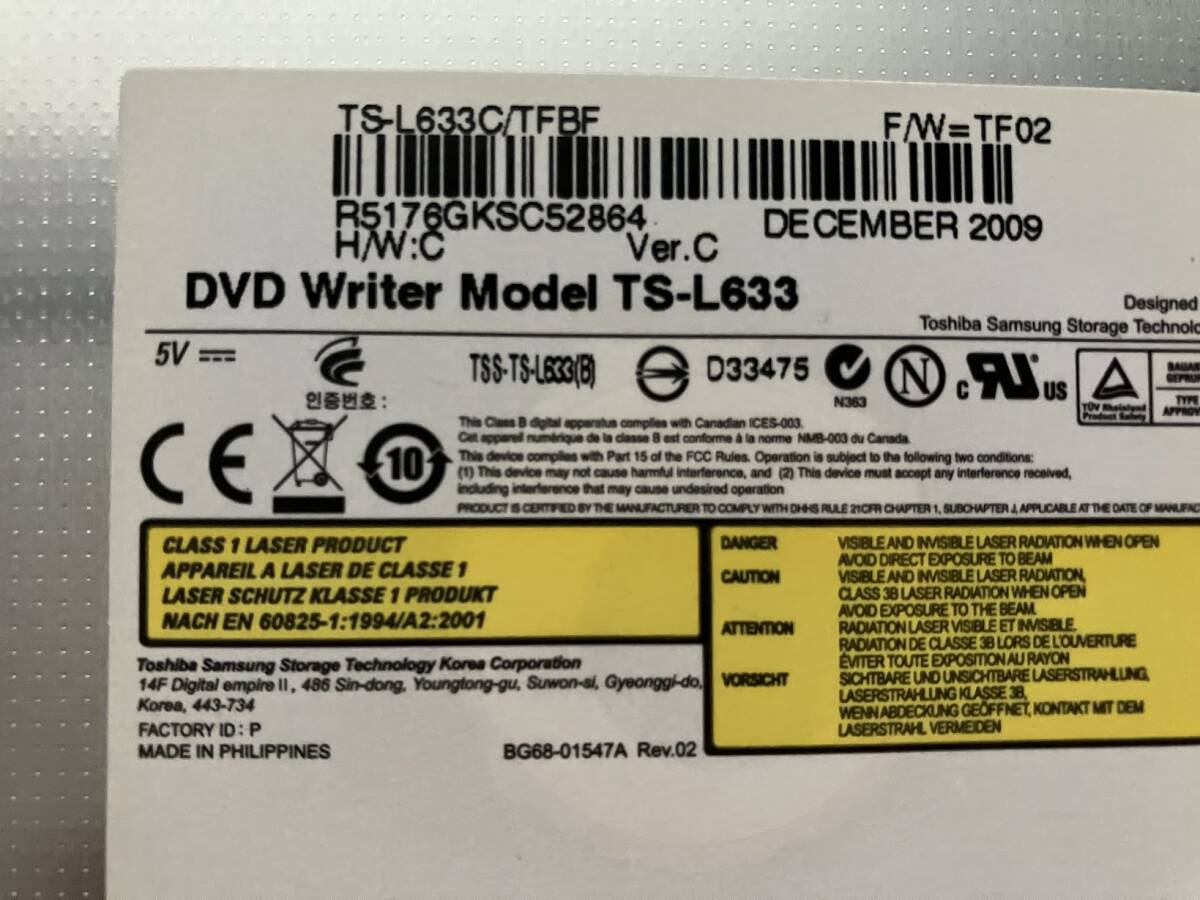 TS-L633C/TFBF
F/W=TF02
R5176GKSC52864
DECEMBER 2009
H/W:C Ver.C
DVD Writer Model TS-L633
Designed
Toshiba Samsung Storage Technolo
5V
TSS-TS-L633(B)
D33475
N363
N
c RU US
인증번호 :
TÜV Rheinland
Product Safety
BAUAR
GEPRÜF
TYPE
APPROV
CE
10
This Class B digital apparatus complies with Canadian ICES-003.
Cet appareil numérique de la classe B est conforme à la norme NMB-003 du Canada.
This device complies with Part 15 of the FCC Rules. Operation is subject to the following two conditions:
(1) This device may not cause harmful interference, and (2) This device must accept any interference received,
including interference that may cause undesired operation
PRODUCT IS CERTIFIED BY THE MANUFACTURER TO COMPLY WITH DHHS RULE 21CFR CHAPTER 1, SUBCHAPTER J, APPLICABLE AT THE DATE OF MANUFAC
CLASS 1 LASER PRODUCT
APPAREIL A LASER DE CLASSE 1
LASER SCHUTZ KLASSE 1 PRODUKT
NACH EN 60825-1:1994/A2:2001
DANGER VISIBLE AND INVISIBLE LASER RADIATION WHEN OPEN
AVOID DIRECT EXPOSURE TO BEAM
CAUTION VISIBLE AND INVISIBLE LASER RADIATION,
CLASS 3B LASER RADIATION WHEN OPEN
AVOID EXPOSURE TO THE BEAM.
ATTENTION RADIATION LASER VISIBLE ET INVISIBLE.
RADIATION DE CLASSE 3B LORS DE L'OUVERTURE
ÉVITER TOUTE EXPOSITION AU RAYON
VORSICHT SICHTBARE UND UNSICHTBARE LASERSTRAHLUNG,
LASERSTRAHLUNG KLASSE 3B,
WENN ABDECKUNG GEÖFFNET, KONTAKT MIT DEM
LASERSTRAHL VERMEIDEN
Toshiba Samsung Storage Technology Korea Corporation
14F Digital empire II, 486 Sin-dong, Youngtong-gu, Suwon-si, Gyeonggi-do,
Korea, 443-734
FACTORY ID : P
MADE IN PHILIPPINES
BG68-01547A Rev.02